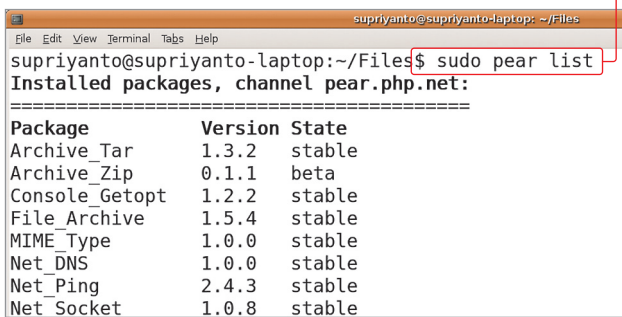 supriyanto@supriyanto-laptop: ~/Files
File Edit View Terminal Tabs Help
supriyanto@supriyanto-laptop:~/Files$ sudo pear list
Installed packages, channel pear.php.net:
=========================================
Package Version State
Archive_Tar 1.3.2 stable
Archive_Zip 0.1.1 beta
Console_Getopt 1.2.2 stable
File_Archive 1.5.4 stable
MIME_Type 1.0.0 stable
Net_DNS 1.0.0 stable
Net_Ping 2.4.3 stable
Net_Socket 1.0.8 stable